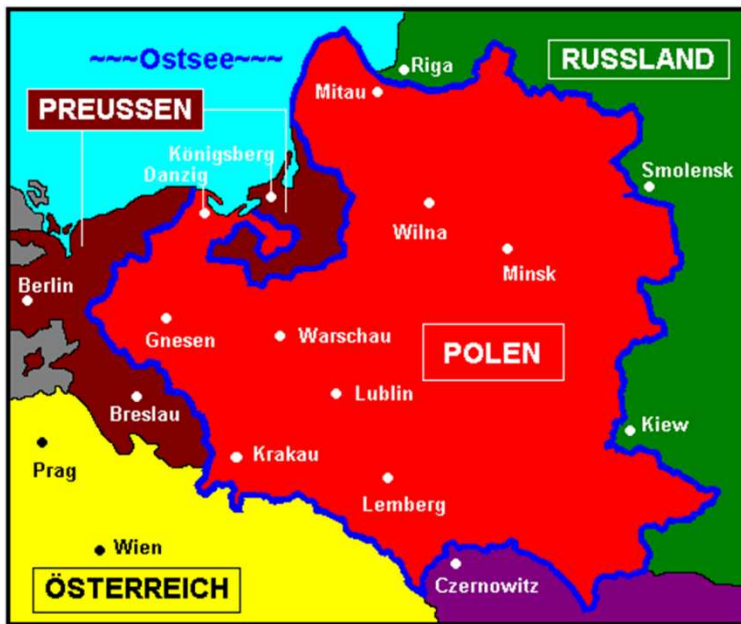 ~~~Ostsee~~~
Riga
RUSSLAND
Mitau
PREUSSEN
Königsberg
Danzig
Smolensk
Wilna
Minsk
Berlin
Gnesen
Warschau
POLEN
Lublin
Breslau
Kiew
Krakau
Prag
Lemberg
Wien
Czernowitz
ÖSTERREICH